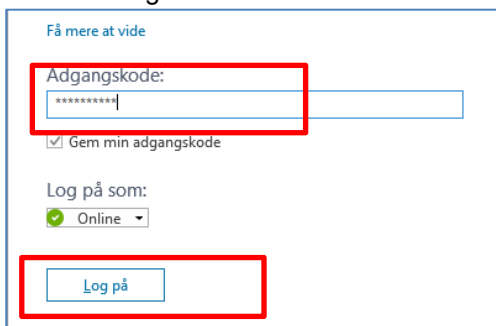 Få mere at vide
Adgangskode:
**********
Gem min adgangskode
Log på som:
Online
Log på